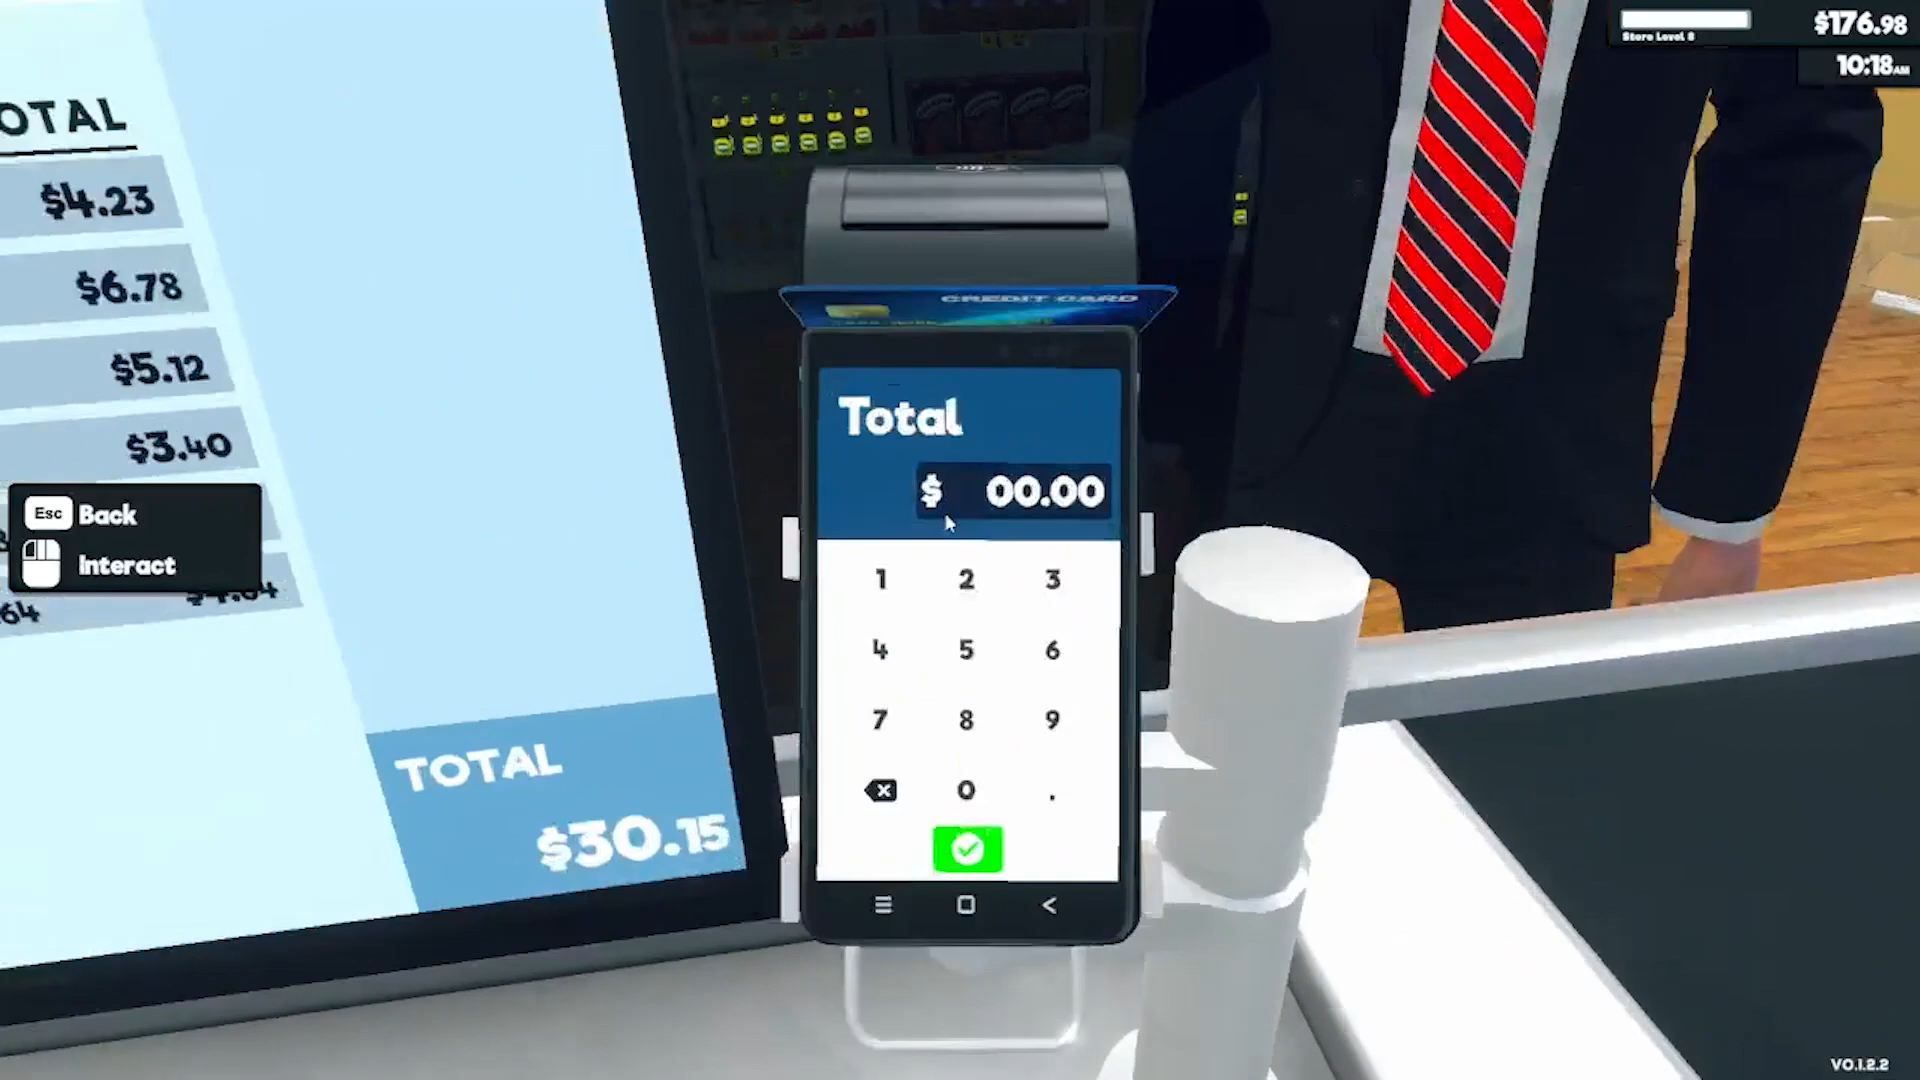 Store Level 8
$176.98
10:18AM
OTAL
$4.23
$6.78
$5.12
$3.40
64
TOTAL
$30.15
Esc Back
Interact
CREDIT CARD
Total
$ 00.00
1 2 3
4 5 6
7 8 9
0 .
V0.1.2.2